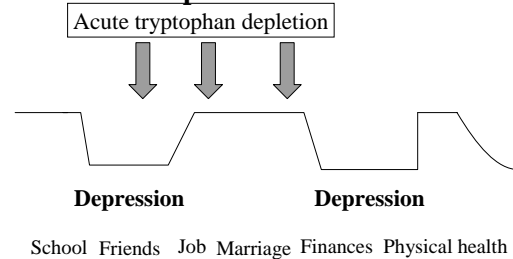 Acute tryptophan depletion
Depression Depression
School Friends Job Marriage Finances Physical health